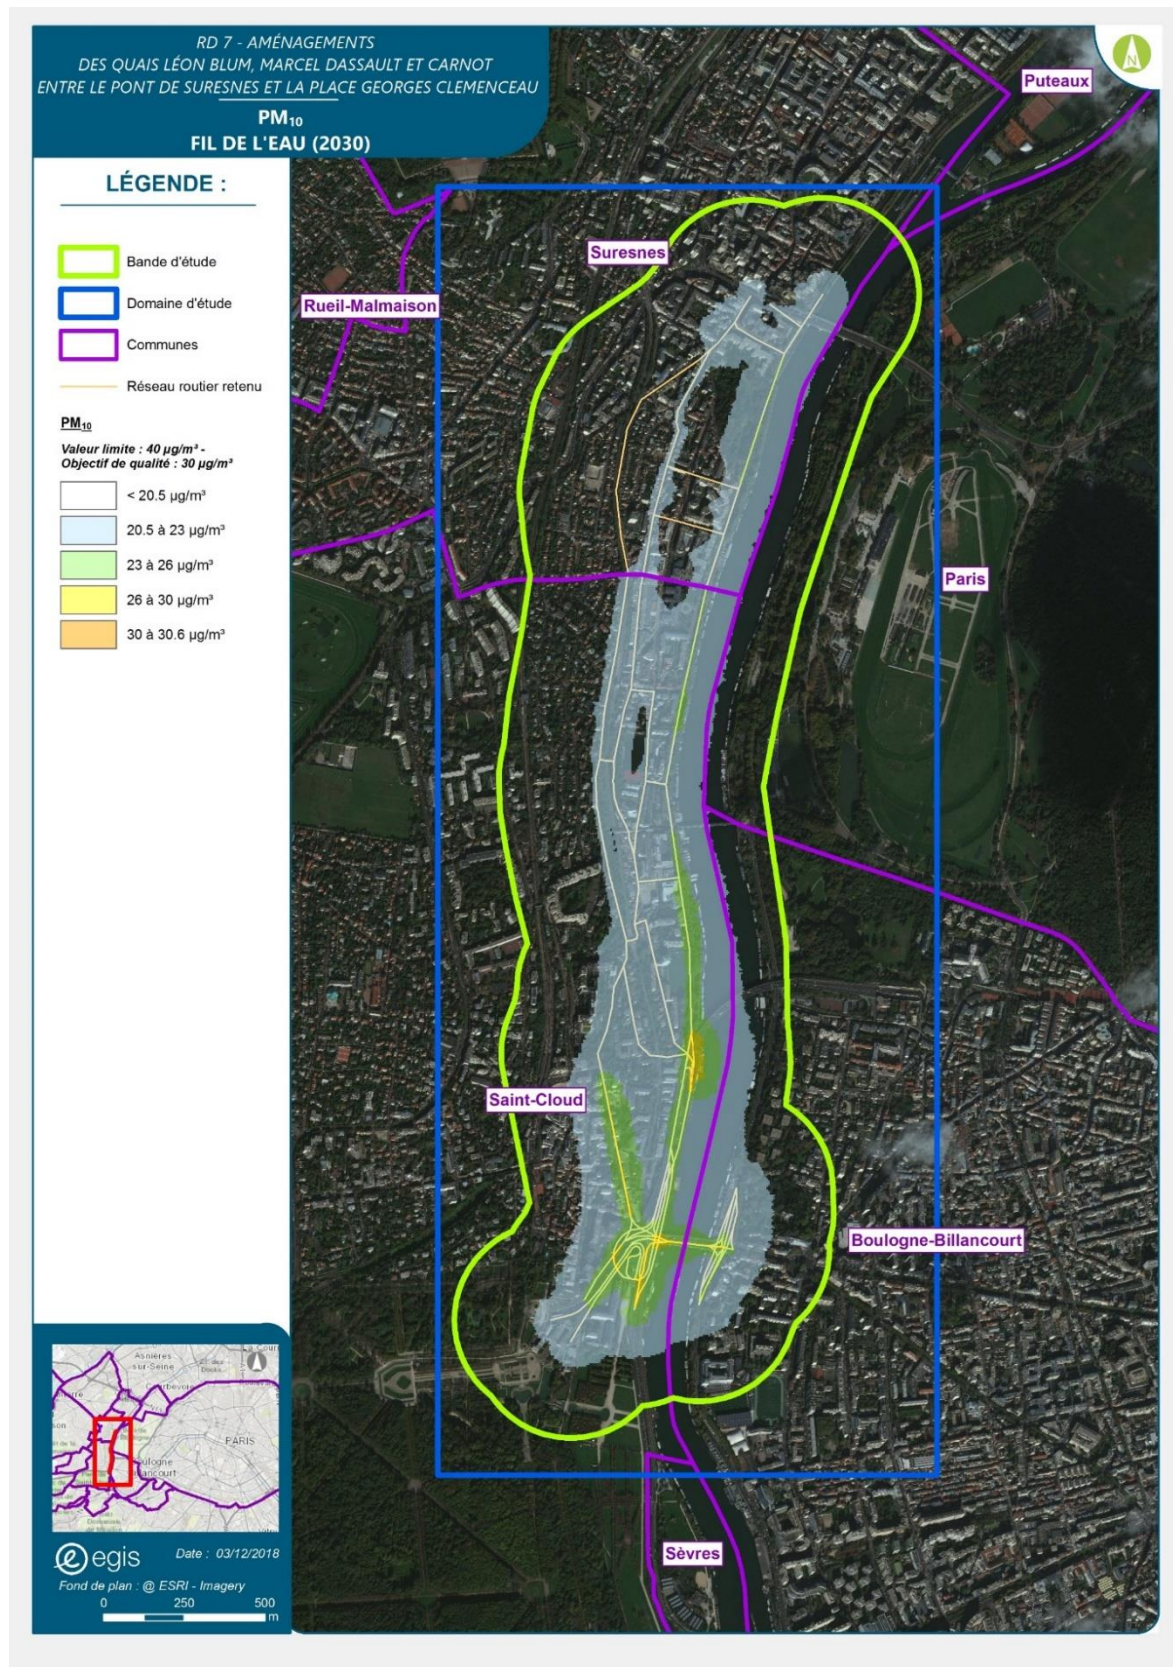 RD 7 - AMÉNAGEMENTS
DES QUAIS LÉON BLUM, MARCEL DASSAULT ET CARNOT
ENTRE LE PONT DE SURESNES ET LA PLACE GEORGES CLEMENCEAU
PM10
FIL DE L'EAU (2030)
N
LÉGENDE :
Bande d'étude
Domaine d'étude
Communes
Réseau routier retenu
PM10
Valeur limite : 40 µg/m³ -
Objectif de qualité : 30 µg/m³
< 20.5 µg/m³
20.5 à 23 µg/m³
23 à 26 µg/m³
26 à 30 µg/m³
30 à 30.6 µg/m³
Puteaux
Suresnes
Rueil-Malmaison
Paris
Saint-Cloud
Boulogne-Billancourt
Sèvres
Asnières
sur-Seine
Courbevoie
PARIS
egis
Date : 03/12/2018
Fond de plan : @ ESRI - Imagery
0 250 500
m